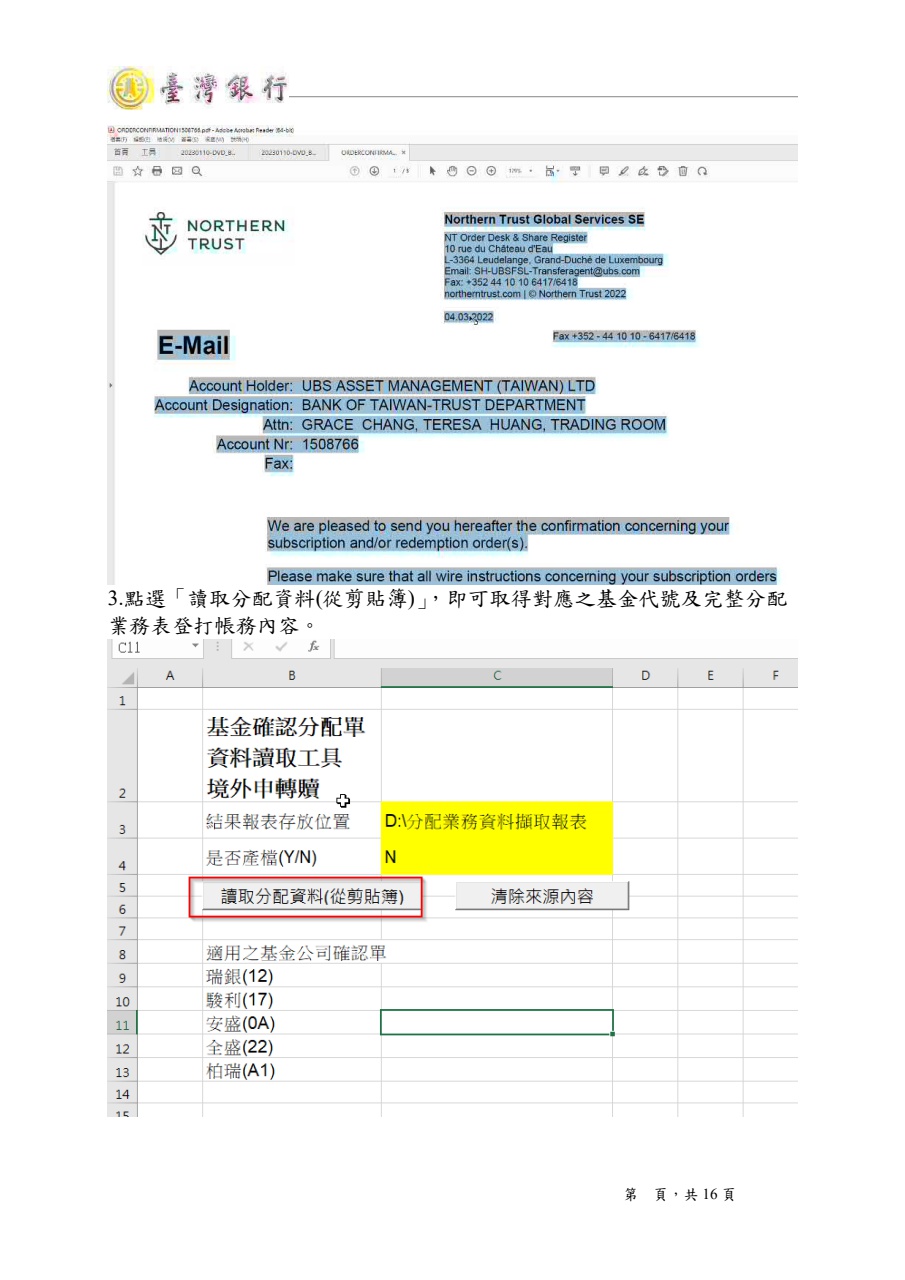 臺灣銀行
ORDERCONFIRMATION1508766.pdf - Adobe Acrobat Reader (64-bit)
首頁 工具 20230110-DVD_B... 20230110-DVD_B... ORDERCONFIRMA... ×
NORTHERN
TRUST
Northern Trust Global Services SE
NT Order Desk & Share Register
10 rue du Château d'Eau
L-3364 Leudelange, Grand-Duchè de Luxembourg
Email: SH-UBSFSL-Transferagent@ubs.com
Fax: +352 44 10 10 6417/6418
northerntrust.com | © Northern Trust 2022
04.03.2022
Fax +352 - 44 10 10 - 6417/6418
E-Mail
Account Holder: UBS ASSET MANAGEMENT (TAIWAN) LTD
Account Designation: BANK OF TAIWAN-TRUST DEPARTMENT
Attn: GRACE CHANG, TERESA HUANG, TRADING ROOM
Account Nr: 1508766
Fax:
We are pleased to send you hereafter the confirmation concerning your
subscription and/or redemption order(s).
Please make sure that all wire instructions concerning your subscription orders
3.點選「讀取分配資料(從剪貼簿)」，即可取得對應之基金代號及完整分配
業務表登打帳務內容。
C11 fx
A B C D E F
1
基金確認分配單
資料讀取工具
2 境外申轉贖
3 結果報表存放位置 D:\分配業務資料擷取報表
4 是否產檔(Y/N) N
5
讀取分配資料(從剪貼簿) 清除來源內容
6
7
8 適用之基金公司確認單
9 瑞銀(12)
10 駿利(17)
11 安盛(0A)
12 全盛(22)
13 柏瑞(A1)
14
15
第 頁，共 16 頁